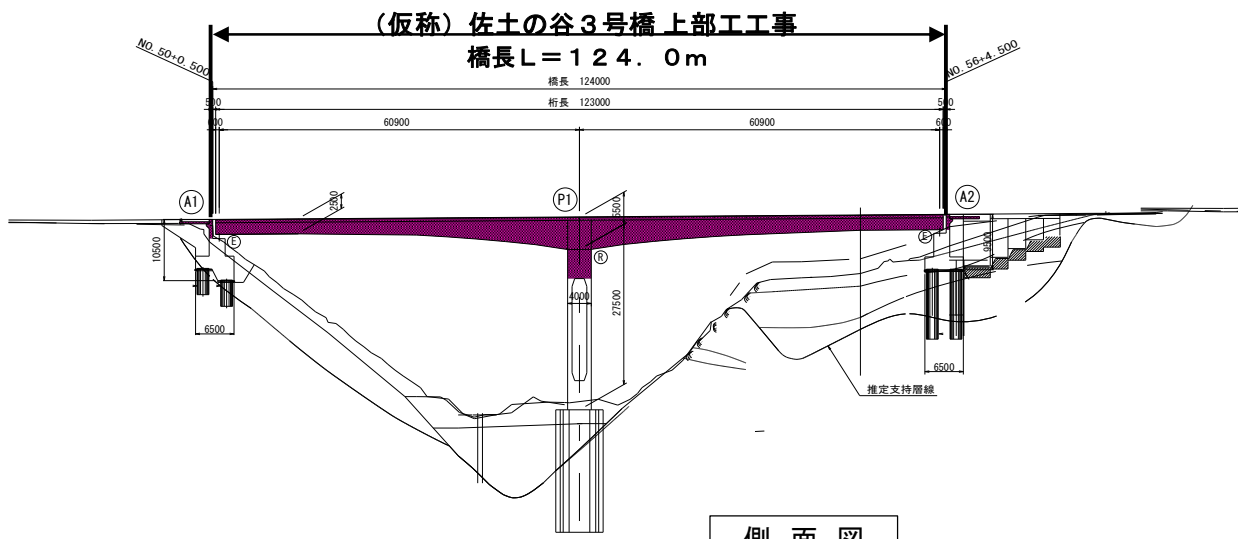 (仮称) 佐土の谷３号橋 上部工工事
橋長Ｌ＝１２４．０ｍ
NO.50+0.500
NO.56+4.500
橋長 124000
500
桁長 123000
500
600
60900
60900
600
A1
P1
A2
2500
5500
E
E
R
10500
9500
4000
27500
6500
6500
推定支持層線
側 面 図